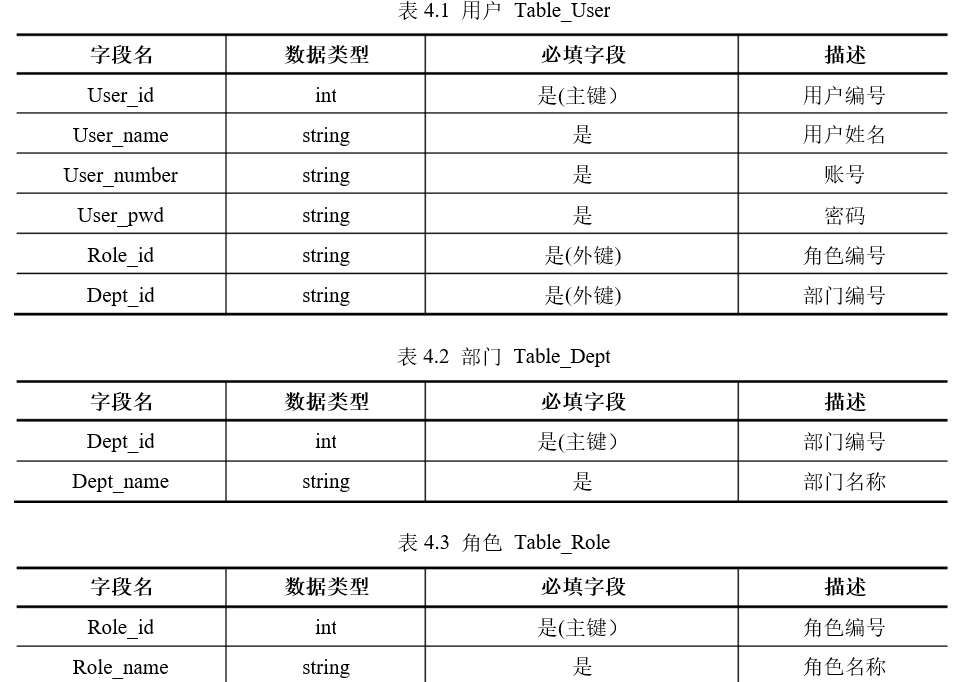 表 4.1 用户 Table_User
字段名 数据类型 必填字段 描述
User_id int 是(主键） 用户编号
User_name string 是 用户姓名
User_number string 是 账号
User_pwd string 是 密码
Role_id string 是(外键) 角色编号
Dept_id string 是(外键) 部门编号
表 4.2 部门 Table_Dept
字段名 数据类型 必填字段 描述
Dept_id int 是(主键） 部门编号
Dept_name string 是 部门名称
表 4.3 角色 Table_Role
字段名 数据类型 必填字段 描述
Role_id int 是(主键） 角色编号
Role_name string 是 角色名称